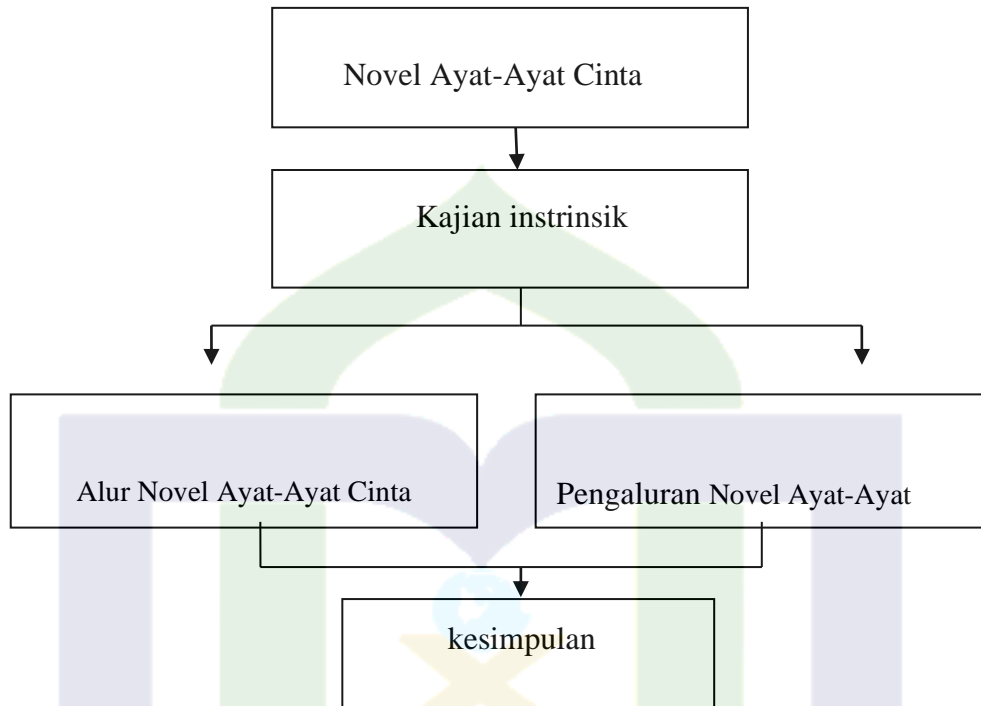 Novel Ayat-Ayat Cinta
Kajian instrinsik
Alur Novel Ayat-Ayat Cinta
Pengaluran Novel Ayat-Ayat
kesimpulan